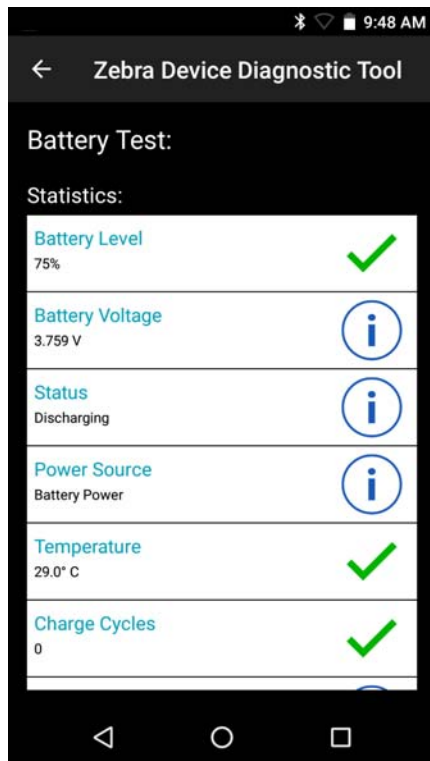 9:48 AM
Zebra Device Diagnostic Tool
Battery Test:
Statistics:
Battery Level
75%
Battery Voltage
3.759 V
Status
Discharging
Power Source
Battery Power
Temperature
29.0° C
Charge Cycles
0